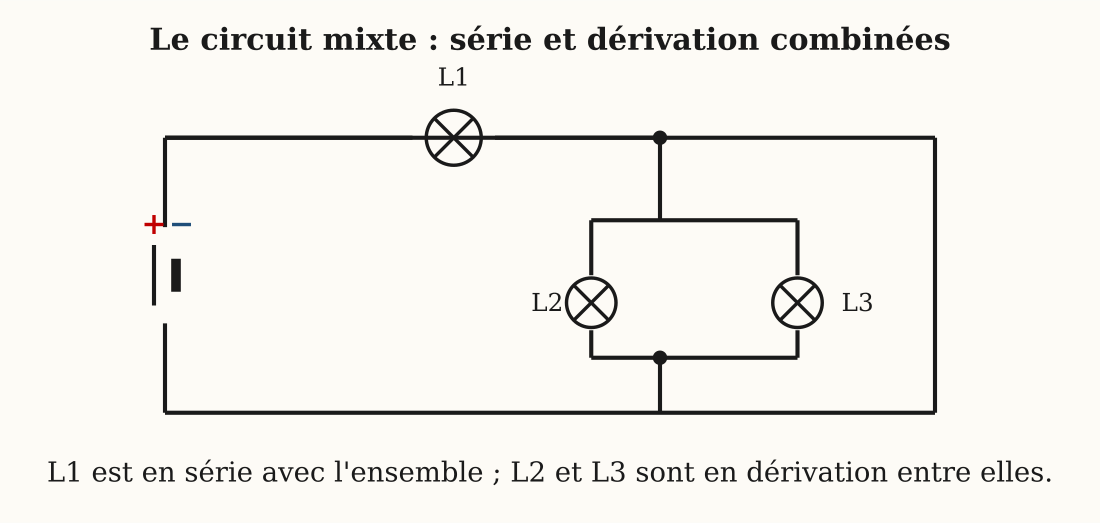 Le circuit mixte : série et dérivation combinées
L1
+ −
L2
L3
L1 est en série avec l'ensemble ; L2 et L3 sont en dérivation entre elles.